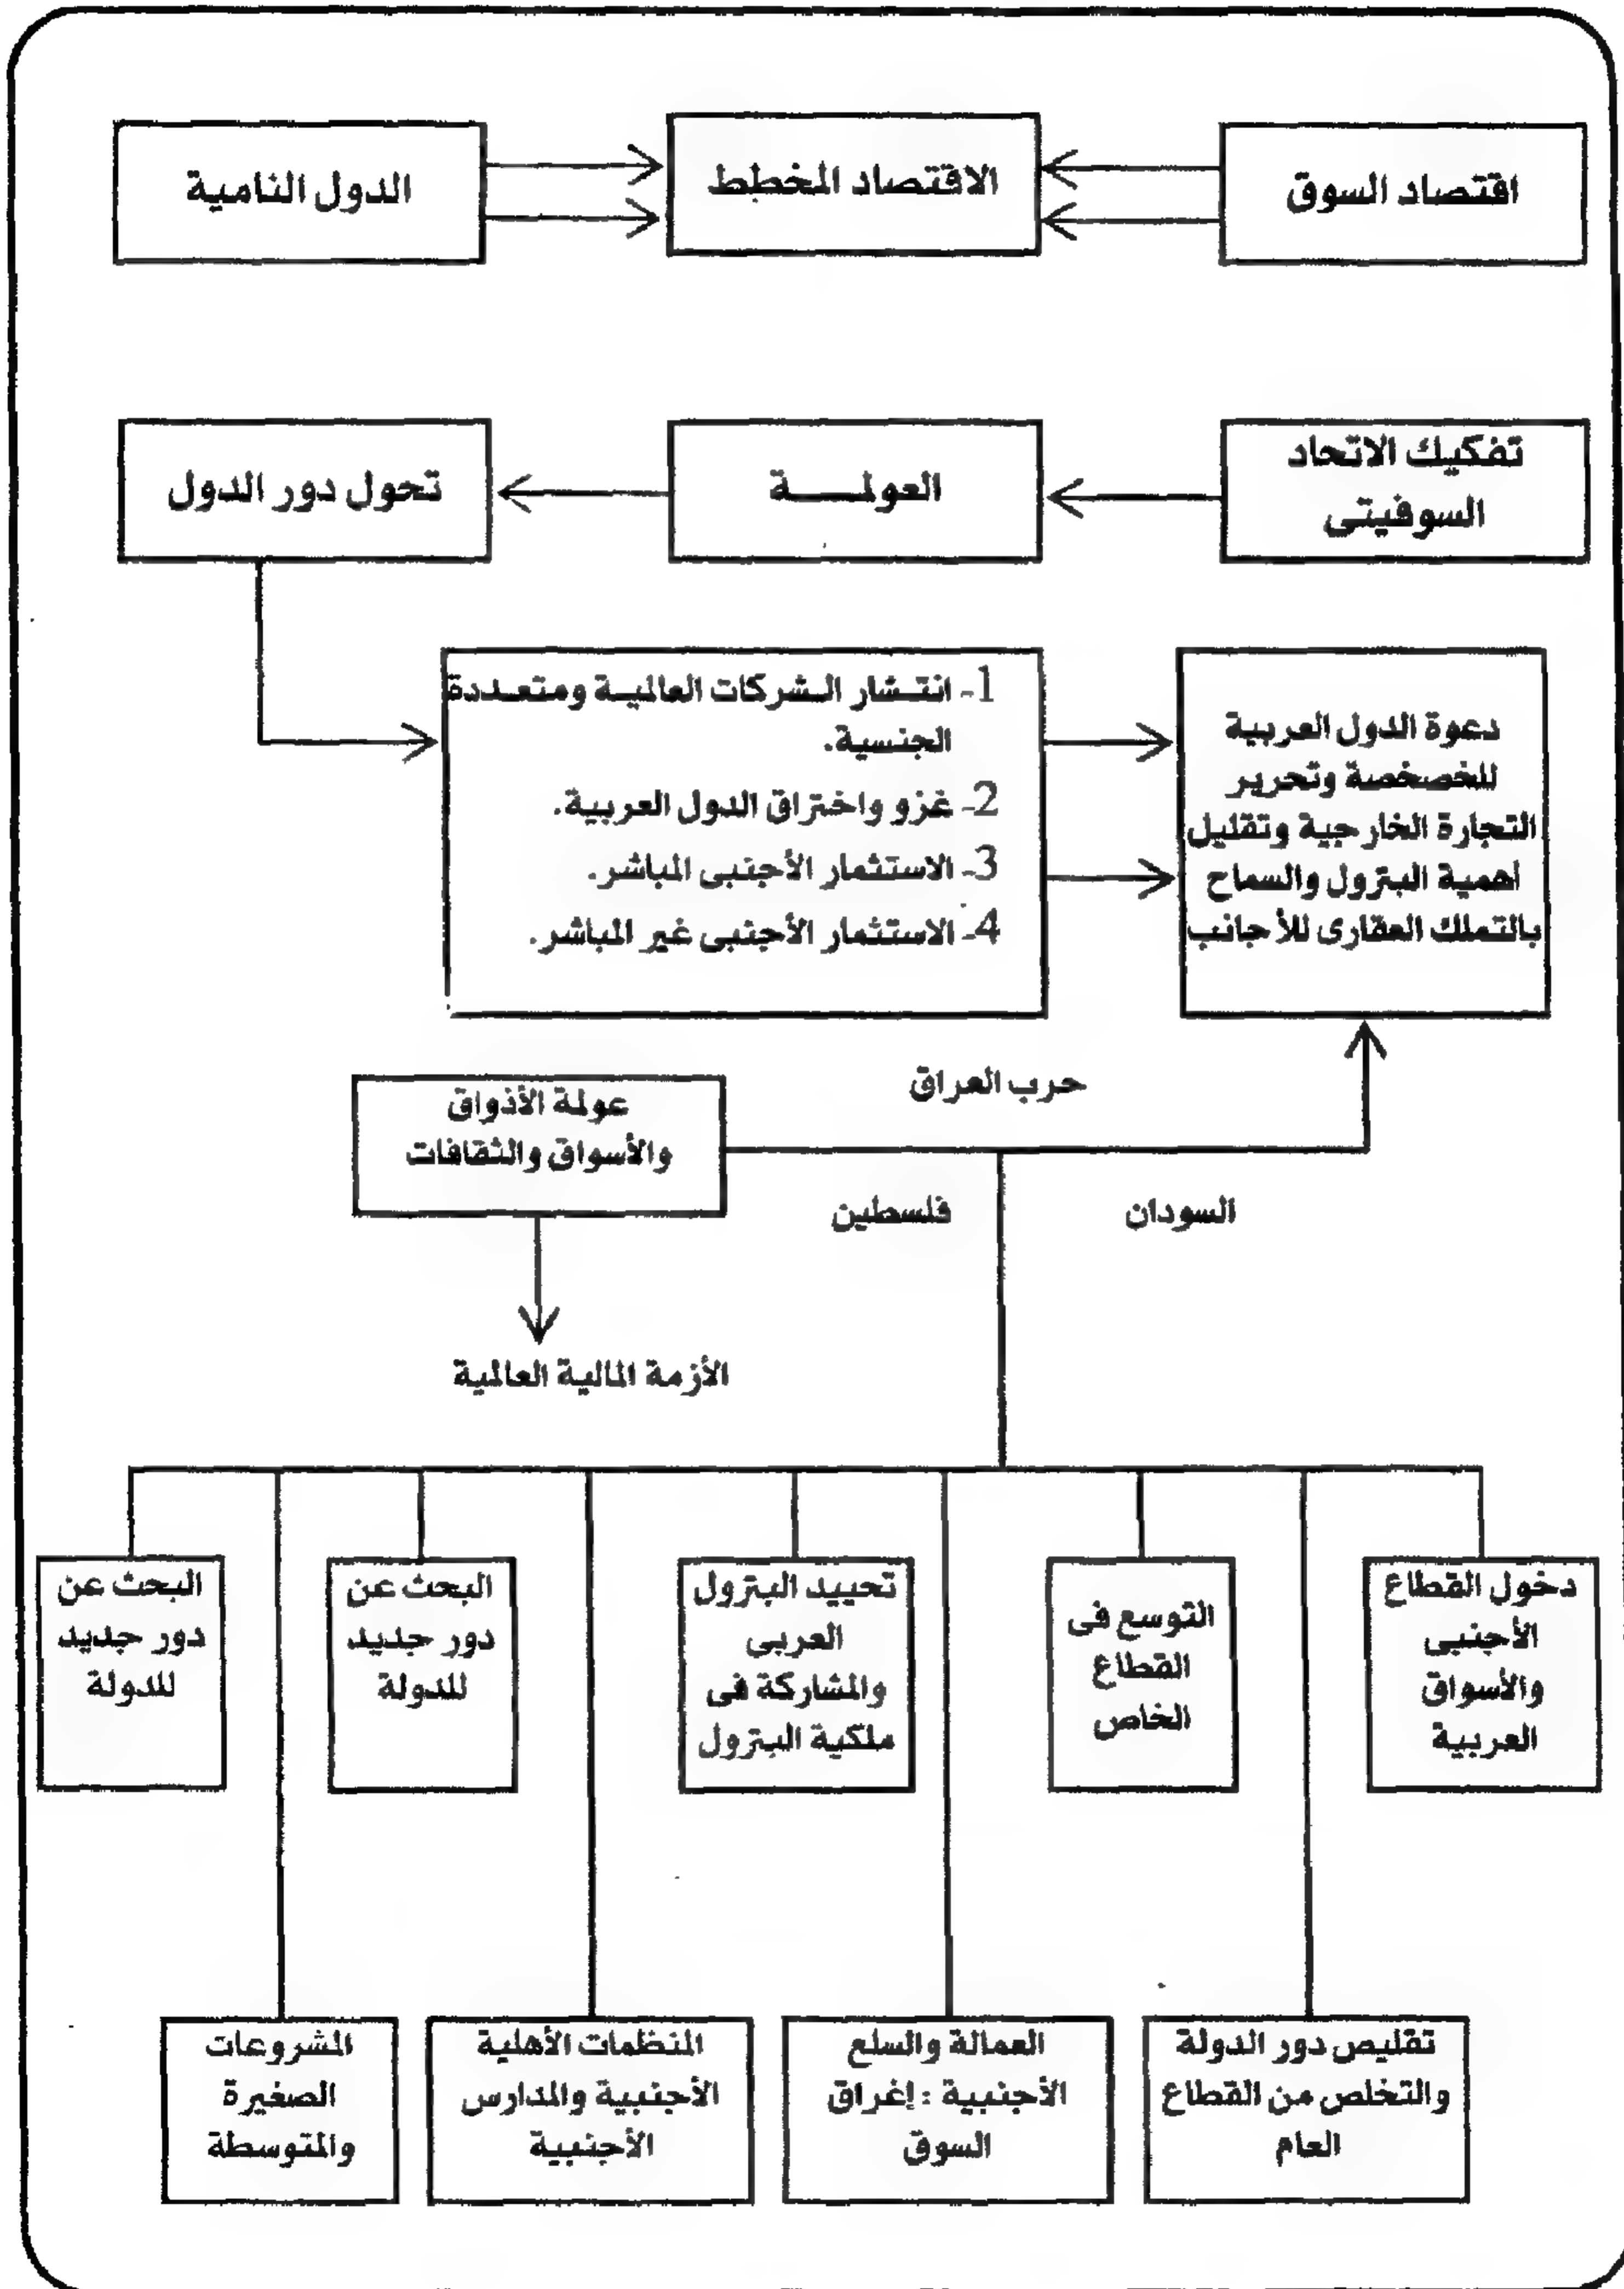 اقتصاد السوق
الاقتصاد المخطط
الدول النامية
تفكيك الاتحاد
السوفيتى
العولمــــة
تحول دور الدول
1- انتشار الشركات العالمية ومتعددة
الجنسية.
2- غزو واختراق الدول العربية.
3- الاستثمار الأجنبى المباشر.
4- الاستثمار الأجنبى غير المباشر.
دعوة الدول العربية
للخصخصة وتحرير
التجارة الخارجية وتقليل
أهمية البترول والسماح
بالتملك العقارى للأجانب
حرب العراق
عولمة الأذواق
والأسواق والثقافات
السودان
فلسطين
الأزمة المالية العالمية
دخول القطاع
الأجنبى
والأسواق
العربية
التوسع فى
القطاع
الخاص
تحييد البترول
العربى
والمشاركة فى
ملكية البترول
البحث عن
دور جديد
للدولة
البحث عن
دور جديد
للدولة
تقليص دور الدولة
والتخلص من القطاع
العام
العمالة والسلع
الأجنبية : إغراق
السوق
المنظمات الأهلية
الأجنبية والمدارس
الأجنبية
المشروعات
الصغيرة
والمتوسطة